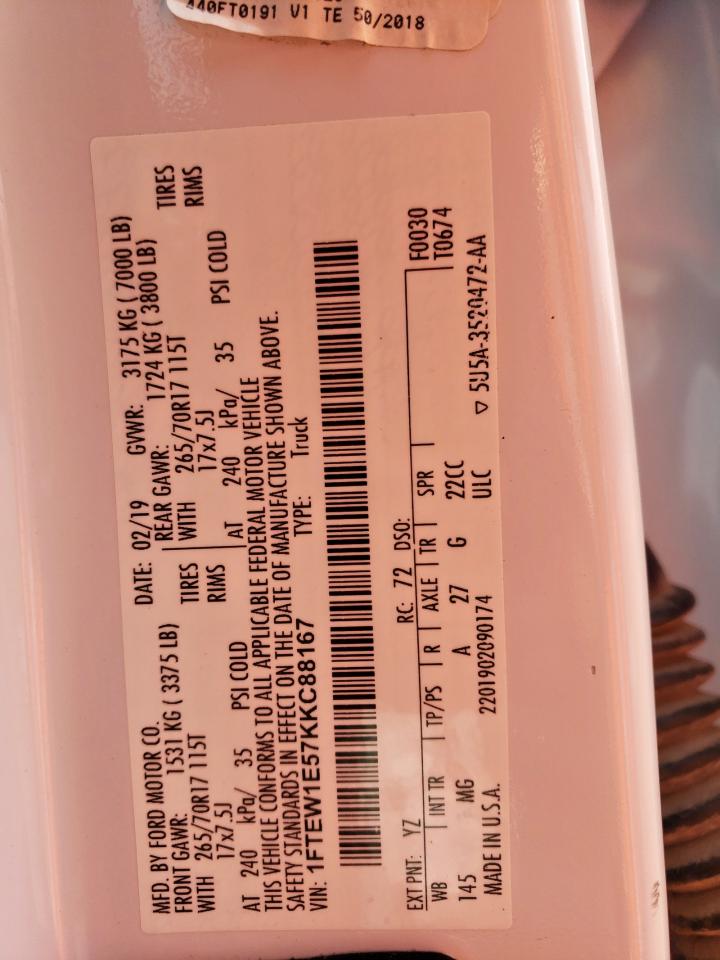 440FT0191 V1 TE 50/2018
MFD. BY FORD MOTOR CO.
DATE: 02/19 GVWR: 3175 KG ( 7000 LB)
FRONT GAWR: 1531 KG ( 3375 LB)
REAR GAWR: 1724 KG ( 3800 LB)
WITH 265/70R17 115T TIRES
WITH 265/70R17 115T TIRES
17x7.5J RIMS
17x7.5J RIMS
AT 240 kPa/ 35 PSI COLD
AT 240 kPa/ 35 PSI COLD
THIS VEHICLE CONFORMS TO ALL APPLICABLE FEDERAL MOTOR VEHICLE
SAFETY STANDARDS IN EFFECT ON THE DATE OF MANUFACTURE SHOWN ABOVE.
VIN: 1FTEW1E57KKC88167 TYPE: Truck
EXT PNT: YZ RC: 72 DSO: F0030
WB INT TR TP/PS R AXLE TR SPR T0674
145 MG A 27 G 22CC
MADE IN U.S.A. 2201902090174 ULC ▽ 5U5A-3520472-AA